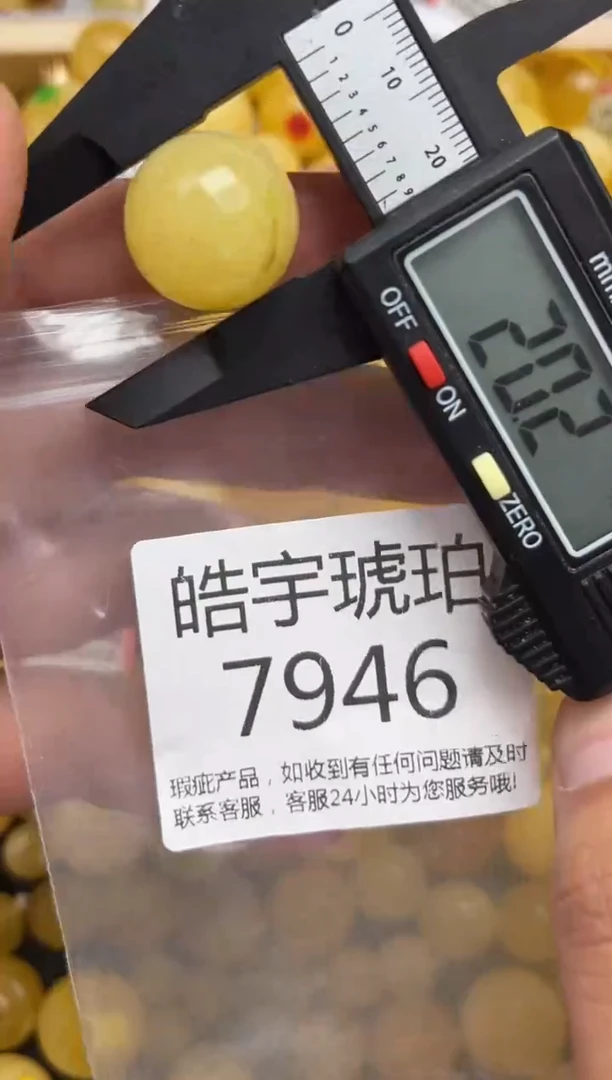 0 10 20
1 2 3 4 5 6 7 8 9
OFF
ON
ZERO
20.2
皓宇琥珀
7946
瑕疵产品，如收到有任何问题请及时
联系客服，客服24小时为您服务哦!